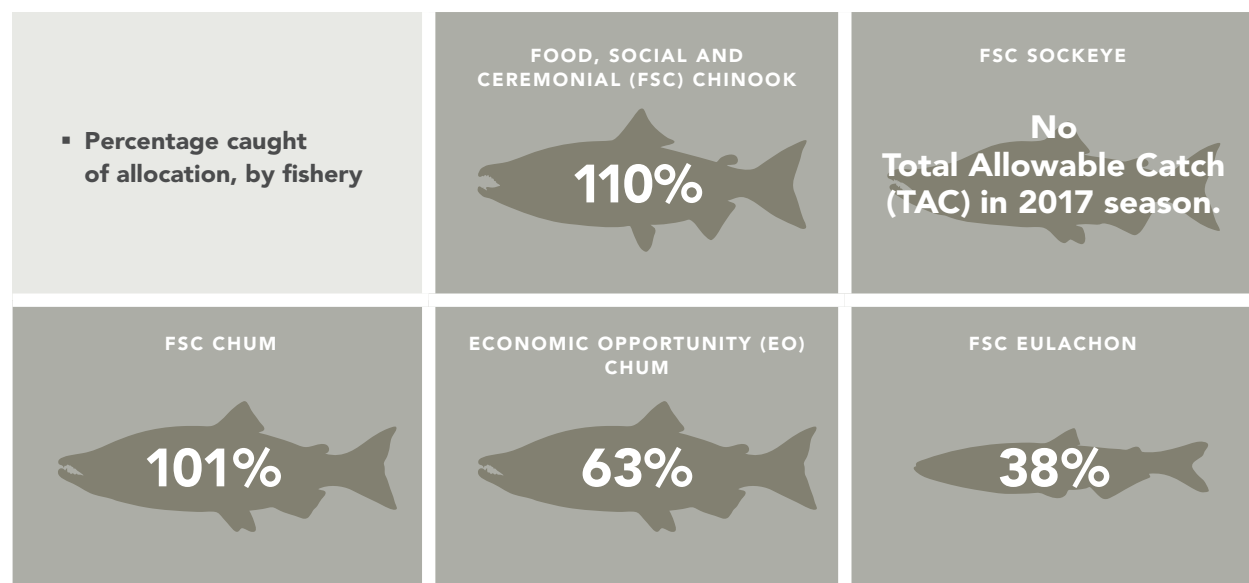 ▪ Percentage caught
of allocation, by fishery
FOOD, SOCIAL AND
CEREMONIAL (FSC) CHINOOK
110%
FSC SOCKEYE
No
Total Allowable Catch
(TAC) in 2017 season.
FSC CHUM
101%
ECONOMIC OPPORTUNITY (EO)
CHUM
63%
FSC EULACHON
38%